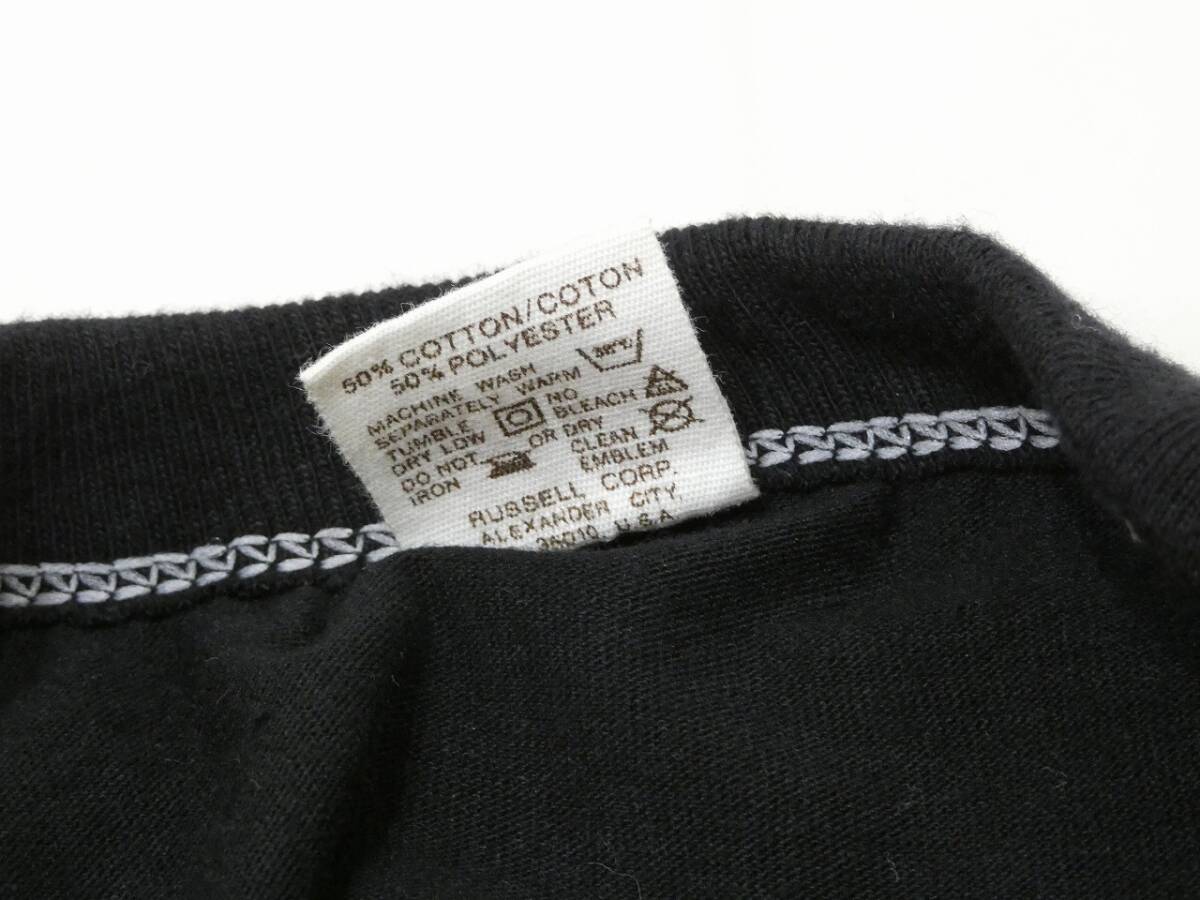 50% COTTON/COTON
50% POLYESTER
MACHINE WASH
SEPARATELY WARM
TUMBLE NO
DRY LOW BLEACH
DO NOT OR DRY
IRON CLEAN
EMBLEM
RUSSELL CORP.
ALEXANDER CITY,
35010 U.S.A